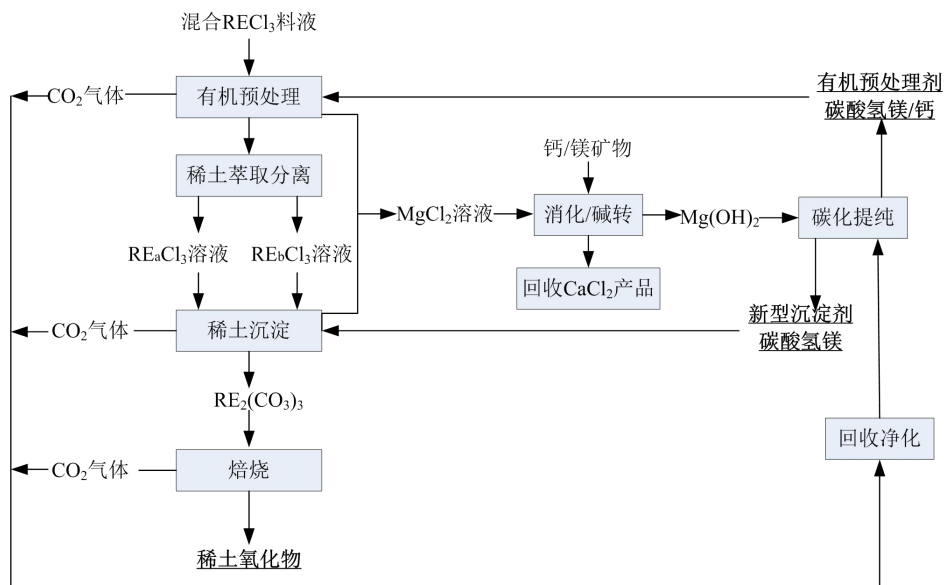 混合RECl₃料液
CO₂气体
有机预处理
有机预处理剂
碳酸氢镁/钙
钙/镁矿物
稀土萃取分离
MgCl₂溶液
消化/碱转
Mg(OH)₂
碳化提纯
REaCl₃溶液
REbCl₃溶液
回收CaCl₂产品
CO₂气体
稀土沉淀
新型沉淀剂
碳酸氢镁
RE₂(CO₃)₃
回收净化
CO₂气体
焙烧
稀土氧化物